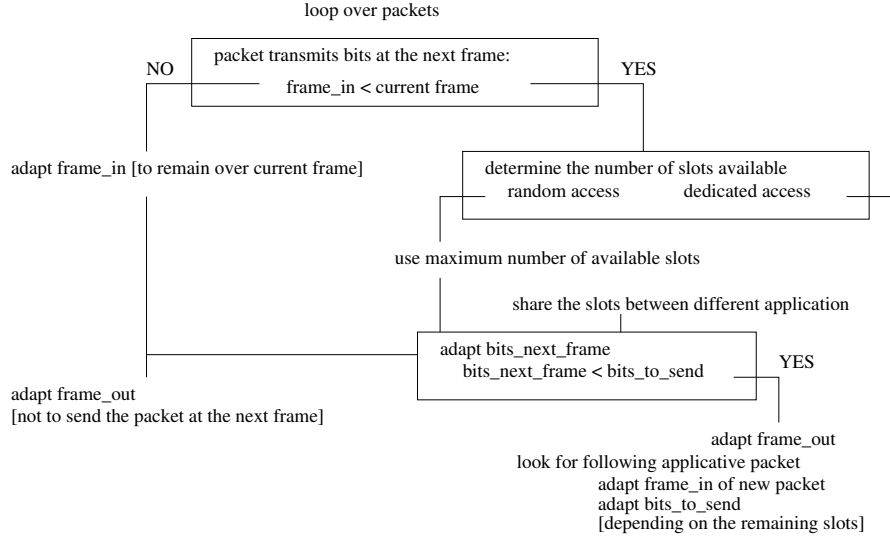 loop over packets
packet transmits bits at the next frame:
NO
YES
frame_in < current frame
adapt frame_in [to remain over current frame]
determine the number of slots available
random access dedicated access
use maximum number of available slots
share the slots between different application
adapt bits_next_frame
bits_next_frame < bits_to_send
YES
adapt frame_out
[not to send the packet at the next frame]
adapt frame_out
look for following applicative packet
adapt frame_in of new packet
adapt bits_to_send
[depending on the remaining slots]